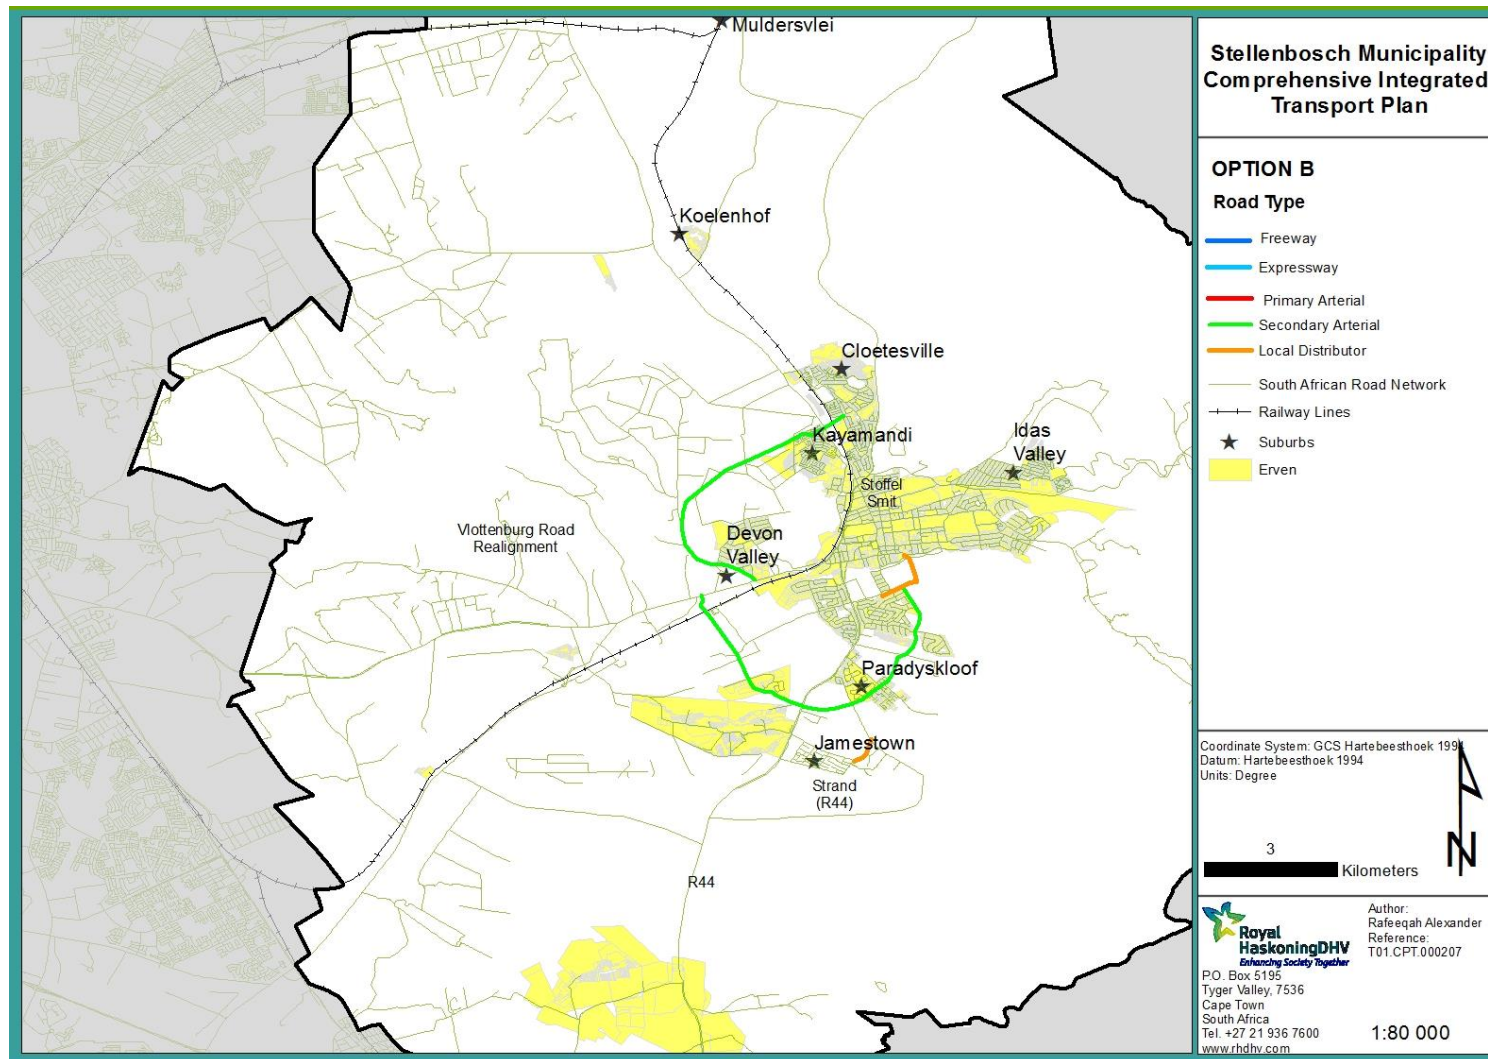 Muldersvlei
Koelenhof
Cloetesville
Kayamandi
Idas
Valley
Stoffel
Smit
Vlottenburg Road
Realignment
Devon
Valley
Paradyskloof
Jamestown
Strand
(R44)
R44
Stellenbosch Municipality
Comprehensive Integrated
Transport Plan
OPTION B
Road Type
Freeway
Expressway
Primary Arterial
Secondary Arterial
Local Distributor
South African Road Network
Railway Lines
Suburbs
Erven
Coordinate System: GCS Hartebeesthoek 1994
Datum: Hartebeesthoek 1994
Units: Degree
N
3
Kilometers
Royal
HaskoningDHV
Enhancing Society Together
P.O. Box 5195
Tyger Valley, 7536
Cape Town
South Africa
Tel. +27 21 936 7600
www.rhdhv.com
Author:
Rafeeqah Alexander
Reference:
T01.CPT.000207
1:80 000